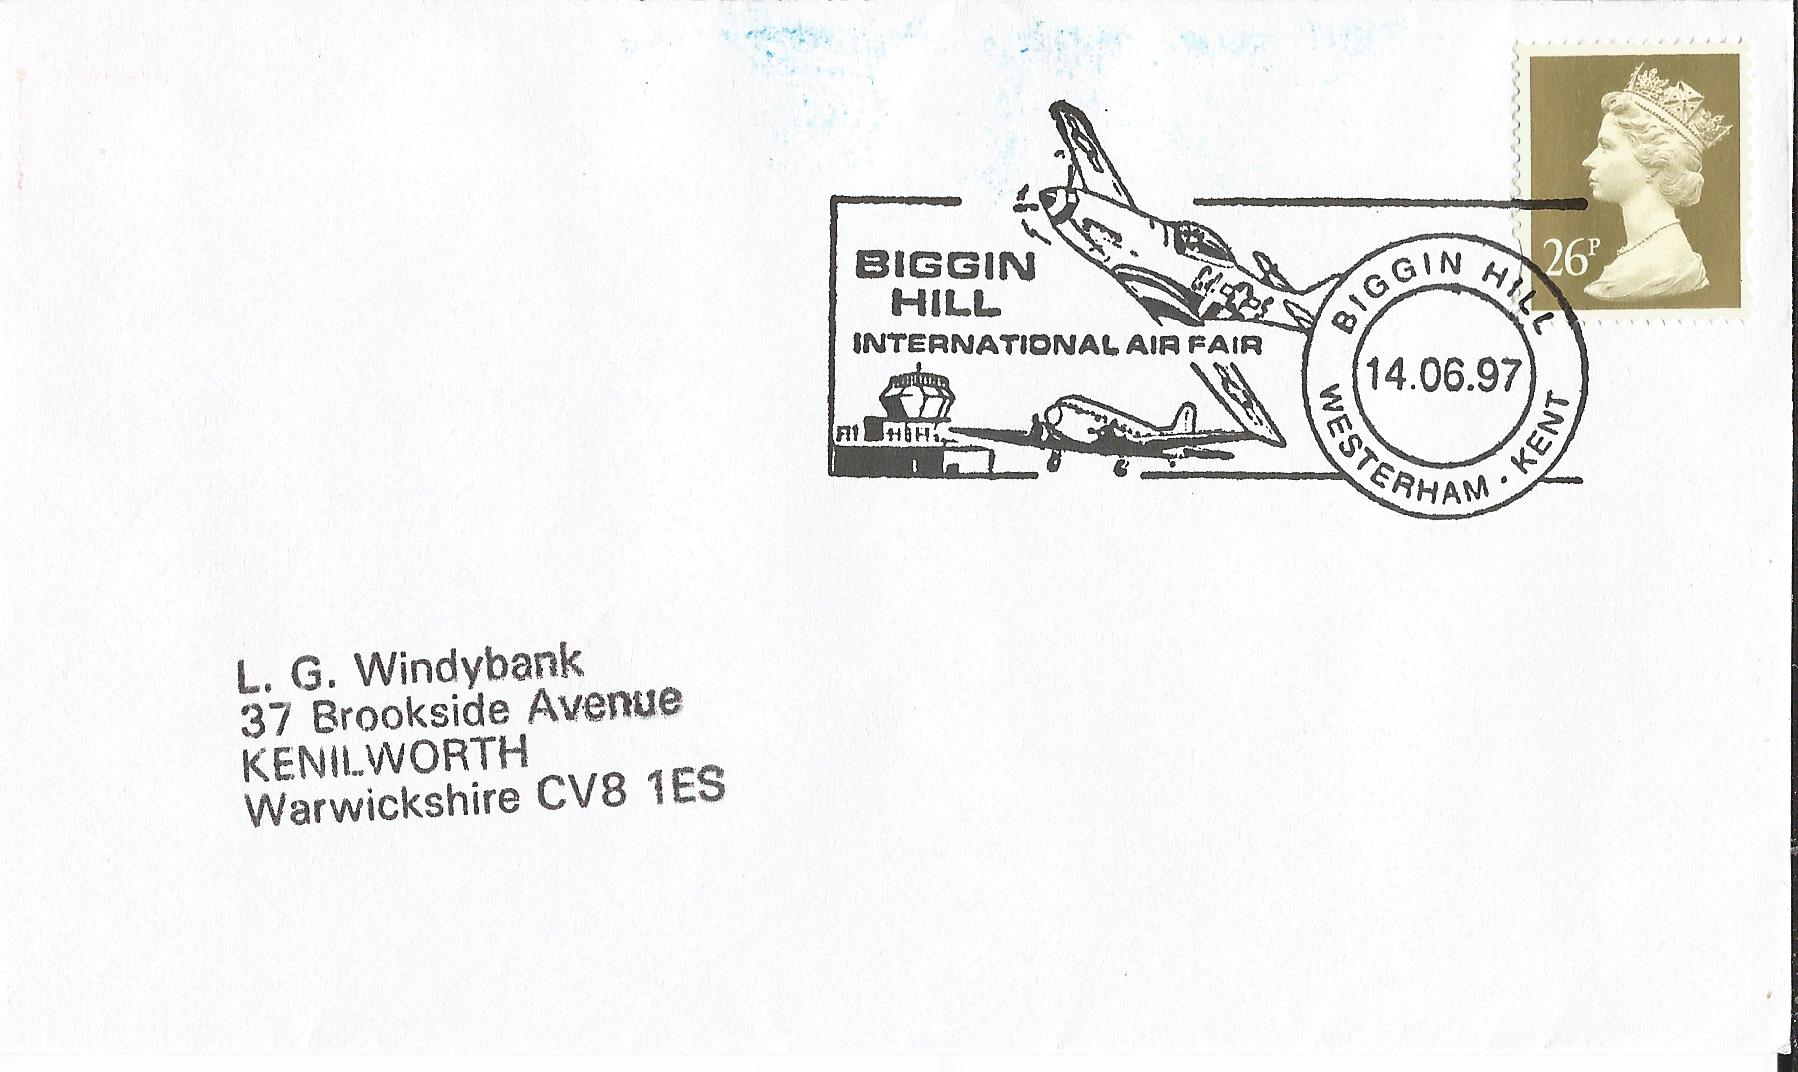 BIGGIN
HILL
INTERNATIONAL AIR FAIR
BIGGIN HILL
14.06.97
WESTERHAM · KENT
26P
L. G. Windybank
37 Brookside Avenue
KENILWORTH
Warwickshire CV8 1ES